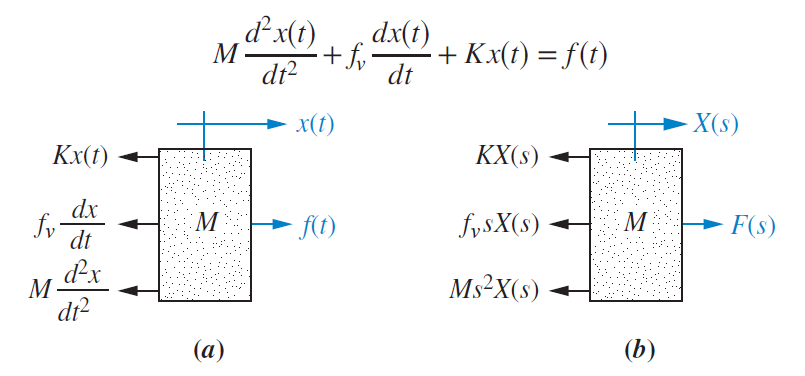 M d²x(t)/dt² + f_v dx(t)/dt + Kx(t) = f(t)
x(t)
Kx(t)
f_v dx/dt
M
f(t)
M d²x/dt²
(a)
X(s)
KX(s)
f_v sX(s)
M
F(s)
Ms²X(s)
(b)